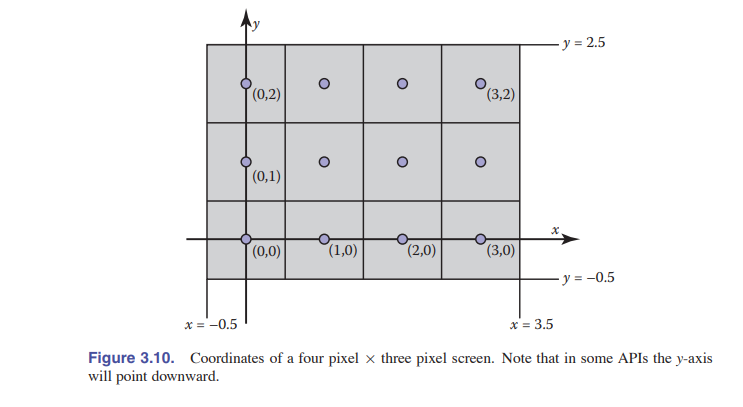 y
y = 2.5
(0,2)
(3,2)
(0,1)
x
(0,0)
(1,0)
(2,0)
(3,0)
y = –0.5
x = –0.5
x = 3.5
Figure 3.10. Coordinates of a four pixel × three pixel screen. Note that in some APIs the y-axis
will point downward.